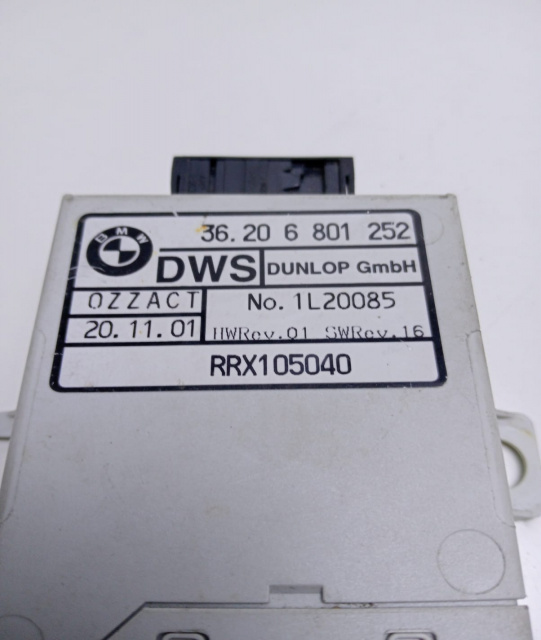 BMW
36.20 6 801 252
DWS DUNLOP GmbH
OZZACT No. 1L20085
20.11.01 HWRev.01 SWRev.16
RRX105040